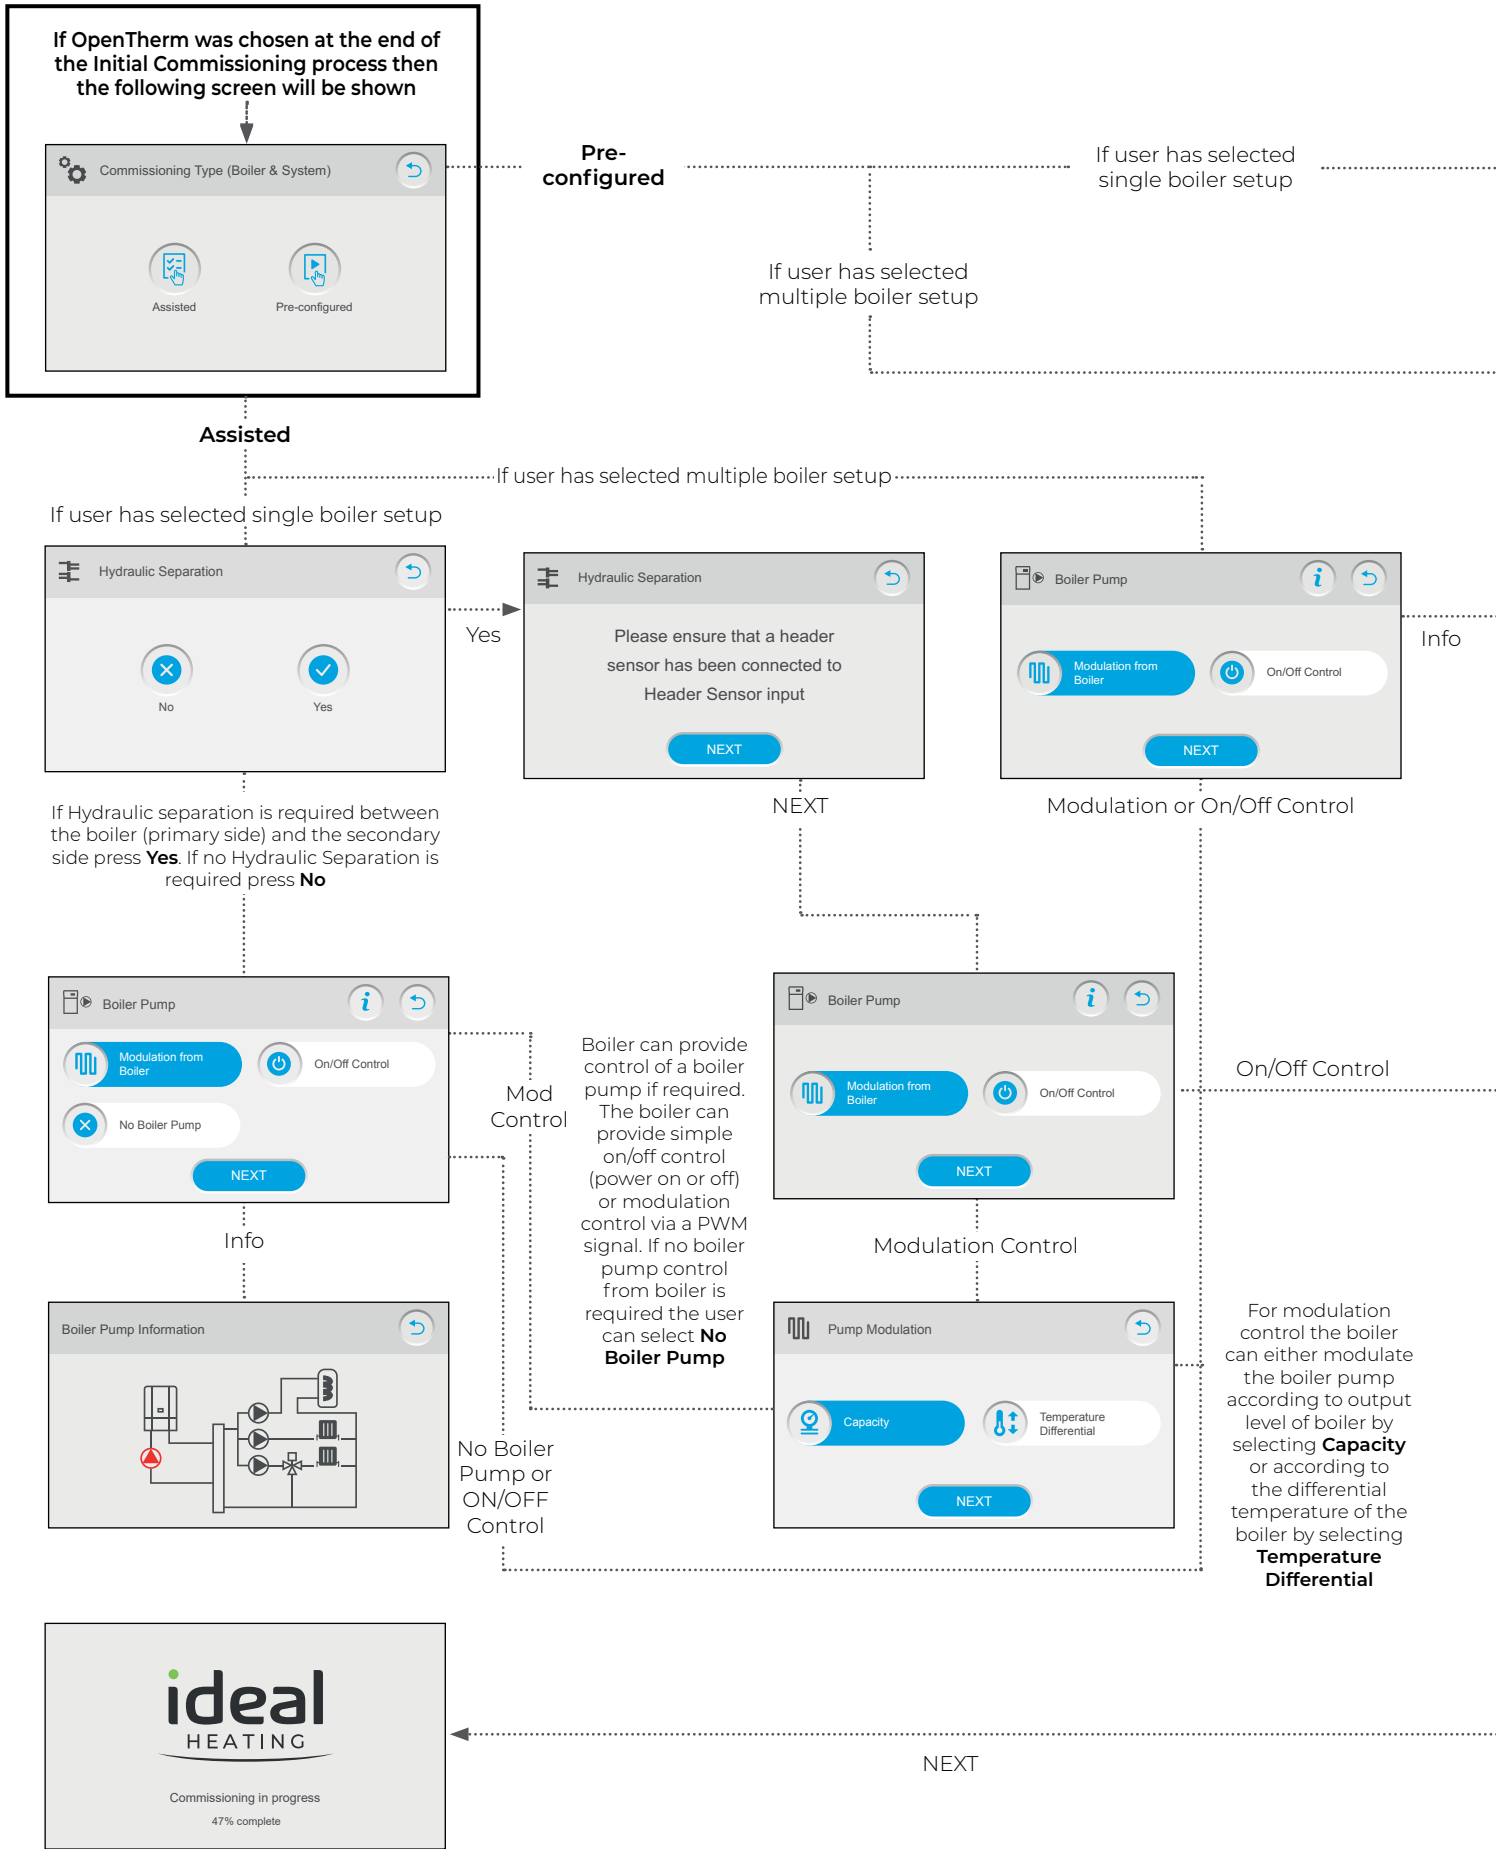 If OpenTherm was chosen at the end of
the Initial Commissioning process then
the following screen will be shown
Commissioning Type (Boiler & System)
Assisted
Pre-configured
Pre-
configured
If user has selected
single boiler setup
If user has selected
multiple boiler setup
Assisted
If user has selected multiple boiler setup
If user has selected single boiler setup
Hydraulic Separation
No
Yes
Yes
Hydraulic Separation
Please ensure that a header
sensor has been connected to
Header Sensor input
NEXT
Boiler Pump
i
Modulation from
Boiler
On/Off Control
NEXT
Info
If Hydraulic separation is required between
the boiler (primary side) and the secondary
side press Yes. If no Hydraulic Separation is
required press No
NEXT
Modulation or On/Off Control
Boiler Pump
i
Modulation from
Boiler
On/Off Control
No Boiler Pump
NEXT
Mod
Control
Boiler can provide
control of a boiler
pump if required.
The boiler can
provide simple
on/off control
(power on or off)
or modulation
control via a PWM
signal. If no boiler
pump control
from boiler is
required the user
can select No
Boiler Pump
Boiler Pump
i
Modulation from
Boiler
On/Off Control
NEXT
On/Off Control
Info
Modulation Control
Boiler Pump Information
No Boiler
Pump or
ON/OFF
Control
Pump Modulation
Capacity
Temperature
Differential
NEXT
For modulation
control the boiler
can either modulate
the boiler pump
according to output
level of boiler by
selecting Capacity
or according to
the differential
temperature of the
boiler by selecting
Temperature
Differential
ideal
HEATING
Commissioning in progress
47% complete
NEXT